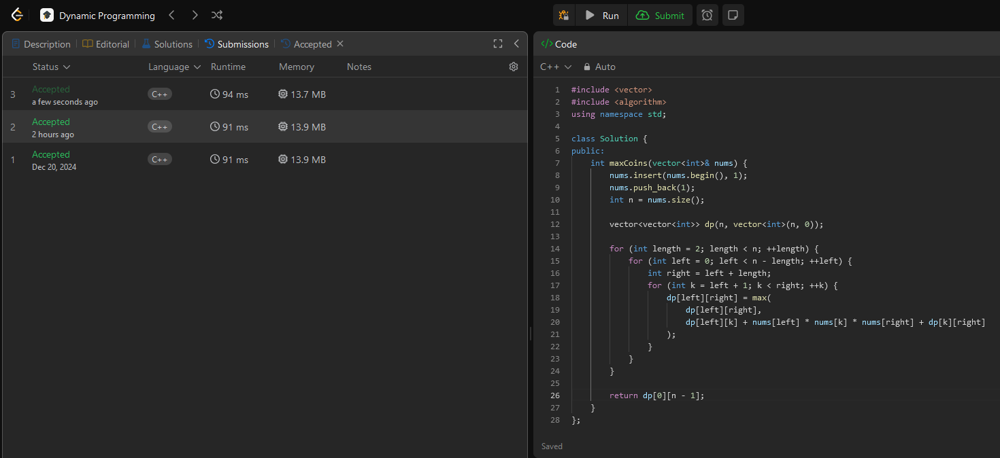 Dynamic Programming
Run
Submit
Description
Editorial
Solutions
Submissions
Accepted
Status
Language
Runtime
Memory
Notes
3
Accepted
a few seconds ago
C++
94 ms
13.7 MB
2
Accepted
2 hours ago
C++
91 ms
13.9 MB
1
Accepted
Dec 20, 2024
C++
91 ms
13.9 MB
</> Code
C++
Auto
1 #include <vector>
2 #include <algorithm>
3 using namespace std;
4
5 class Solution {
6 public:
7     int maxCoins(vector<int>& nums) {
8         nums.insert(nums.begin(), 1);
9         nums.push_back(1);
10         int n = nums.size();
11
12         vector<vector<int>> dp(n, vector<int>(n, 0));
13
14         for (int length = 2; length < n; ++length) {
15             for (int left = 0; left < n - length; ++left) {
16                 int right = left + length;
17                 for (int k = left + 1; k < right; ++k) {
18                     dp[left][right] = max(
19                         dp[left][right],
20                         dp[left][k] + nums[left] * nums[k] * nums[right] + dp[k][right]
21                     );
22                 }
23             }
24         }
25
26         return dp[0][n - 1];
27     }
28 };
Saved